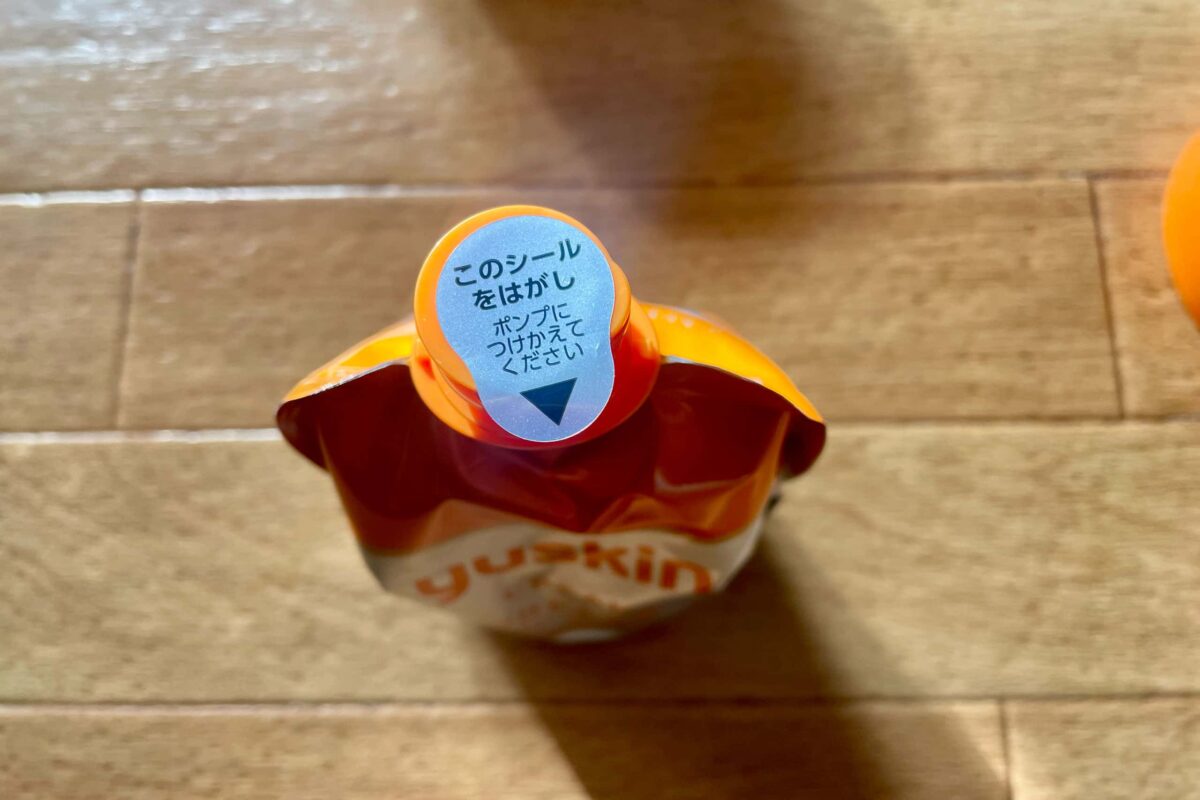 このシール
をはがし
ポンプに
つけかえて
ください
yuskin